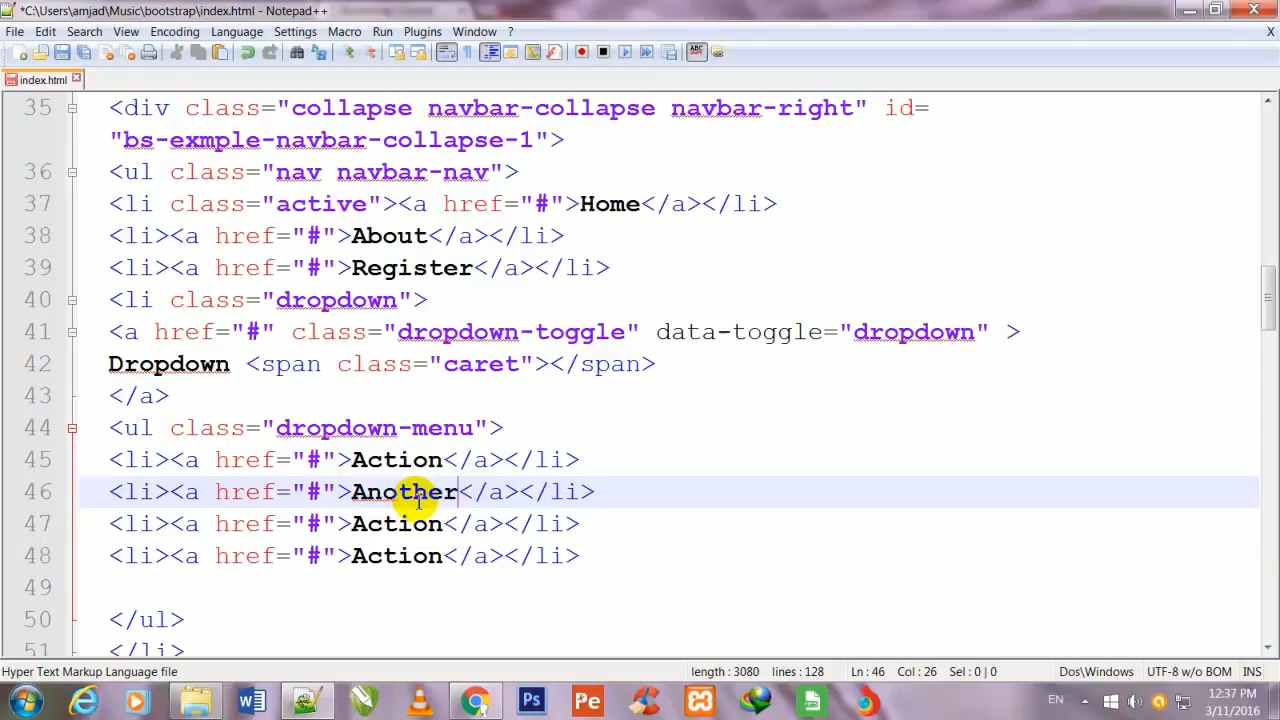 *C:\Users\amjad\Music\bootstrap\index.html - Notepad++
File Edit Search View Encoding Language Settings Macro Run Plugins Window ? X
index.html
35 <div class="collapse navbar-collapse navbar-right" id=
"bs-exmple-navbar-collapse-1">
36 <ul class="nav navbar-nav">
37 <li class="active"><a href="#">Home</a></li>
38 <li><a href="#">About</a></li>
39 <li><a href="#">Register</a></li>
40 <li class="dropdown">
41 <a href="#" class="dropdown-toggle" data-toggle="dropdown" >
42 Dropdown <span class="caret"></span>
43 </a>
44 <ul class="dropdown-menu">
45 <li><a href="#">Action</a></li>
46 <li><a href="#">Another</a></li>
47 <li><a href="#">Action</a></li>
48 <li><a href="#">Action</a></li>
49
50 </ul>
51 </li>
Hyper Text Markup Language file length : 3080 lines : 128 Ln : 46 Col : 26 Sel : 0 | 0 Dos\Windows UTF-8 w/o BOM INS
W Ps Pe EN 12:37 PM
3/11/2016